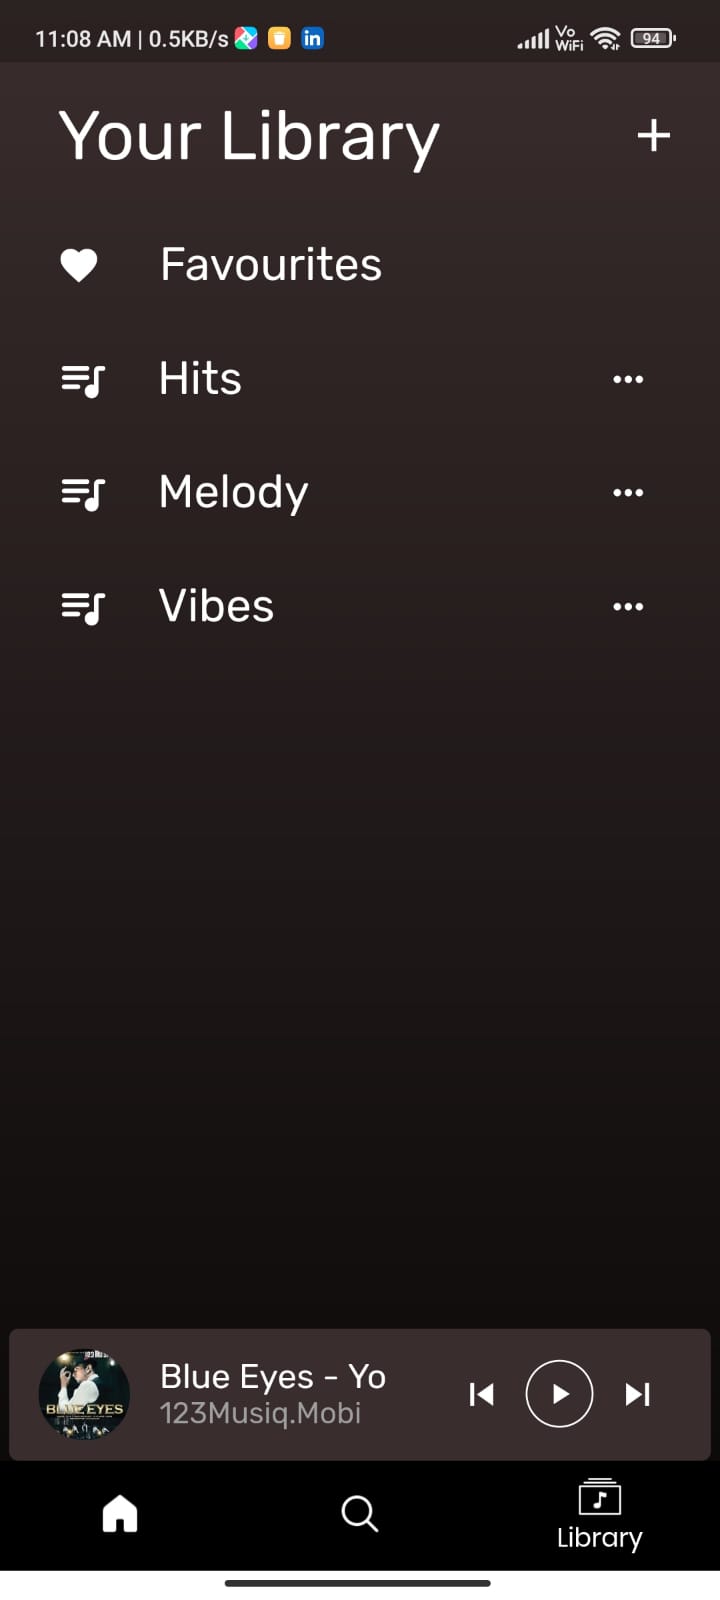 11:08 AM | 0.5KB/s in Vo WiFi 94
Your Library
Favourites
Hits
Melody
Vibes
Blue Eyes - Yo
123Musiq.Mobi
BLUE EYES
Library